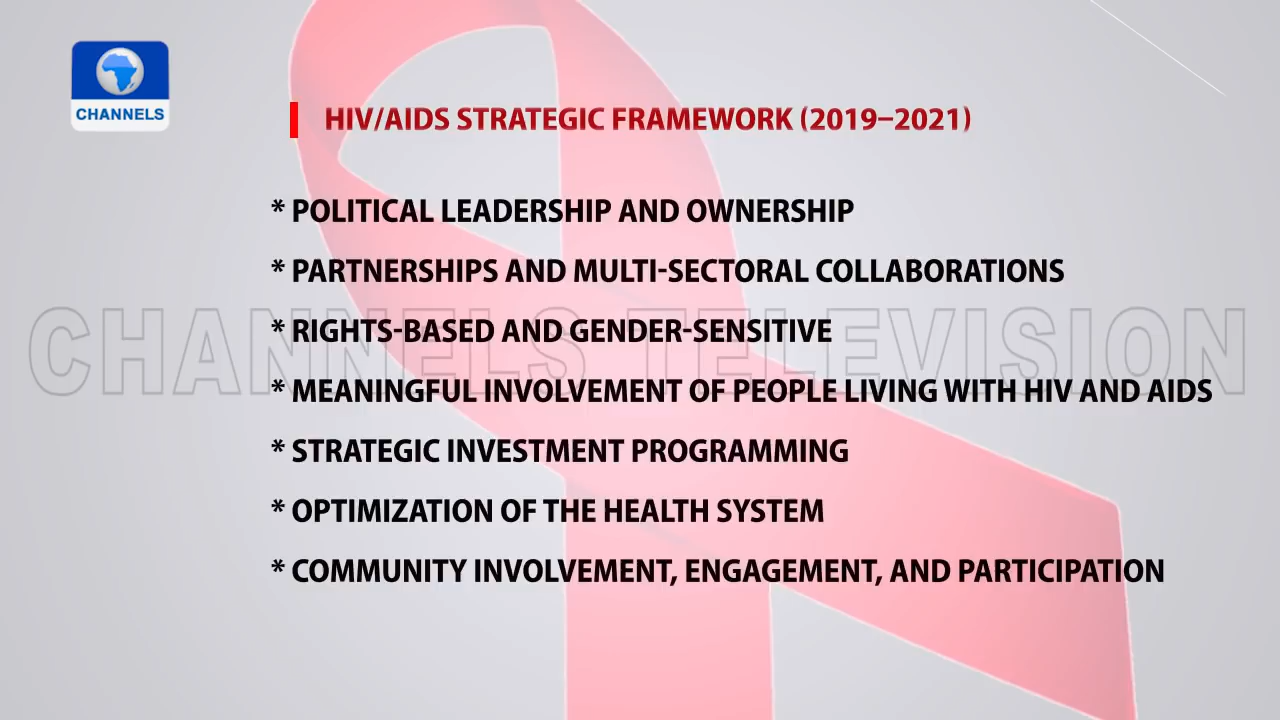 CHANNELS
HIV/AIDS STRATEGIC FRAMEWORK (2019–2021)
* POLITICAL LEADERSHIP AND OWNERSHIP
* PARTNERSHIPS AND MULTI-SECTORAL COLLABORATIONS
* RIGHTS-BASED AND GENDER-SENSITIVE
CHANNELS TELEVISION
* MEANINGFUL INVOLVEMENT OF PEOPLE LIVING WITH HIV AND AIDS
* STRATEGIC INVESTMENT PROGRAMMING
* OPTIMIZATION OF THE HEALTH SYSTEM
* COMMUNITY INVOLVEMENT, ENGAGEMENT, AND PARTICIPATION